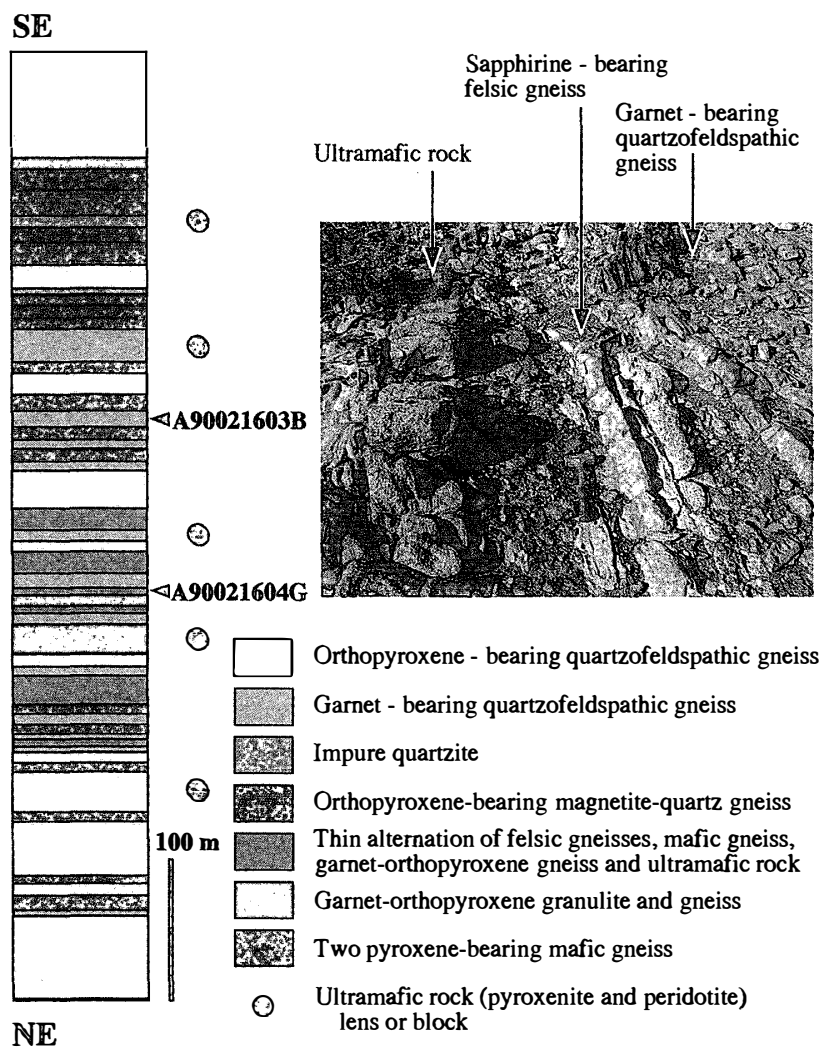 SE
Sapphirine - bearing
felsic gneiss
Garnet - bearing
quartzofeldspathic
gneiss
Ultramafic rock
A90021603B
A90021604G
Orthopyroxene - bearing quartzofeldspathic gneiss
Garnet - bearing quartzofeldspathic gneiss
Impure quartzite
Orthopyroxene-bearing magnetite-quartz gneiss
100 m
Thin alternation of felsic gneisses, mafic gneiss,
garnet-orthopyroxene gneiss and ultramafic rock
Garnet-orthopyroxene granulite and gneiss
Two pyroxene-bearing mafic gneiss
Ultramafic rock (pyroxenite and peridotite)
lens or block
NE